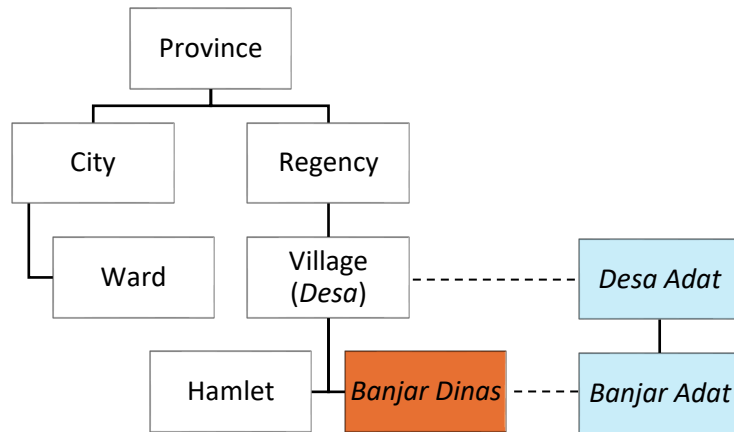 Province
City
Regency
Ward
Village
(Desa)
Desa Adat
Hamlet
Banjar Dinas
Banjar Adat